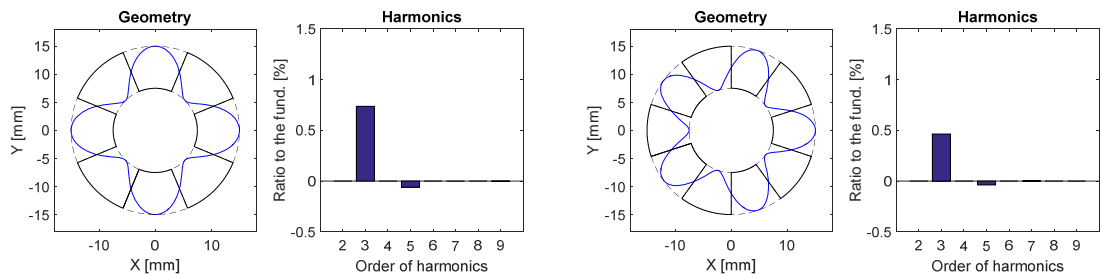 Geometry
Harmonics
Geometry
Harmonics
15
10
5
0
-5
-10
-15
Y [mm]
-10
0
10
X [mm]
1.5
1
0.5
0
-0.5
Ratio to the fund. [%]
2 3 4 5 6 7 8 9
Order of harmonics
15
10
5
0
-5
-10
-15
Y [mm]
-10
0
10
X [mm]
1.5
1
0.5
0
-0.5
Ratio to the fund. [%]
2 3 4 5 6 7 8 9
Order of harmonics